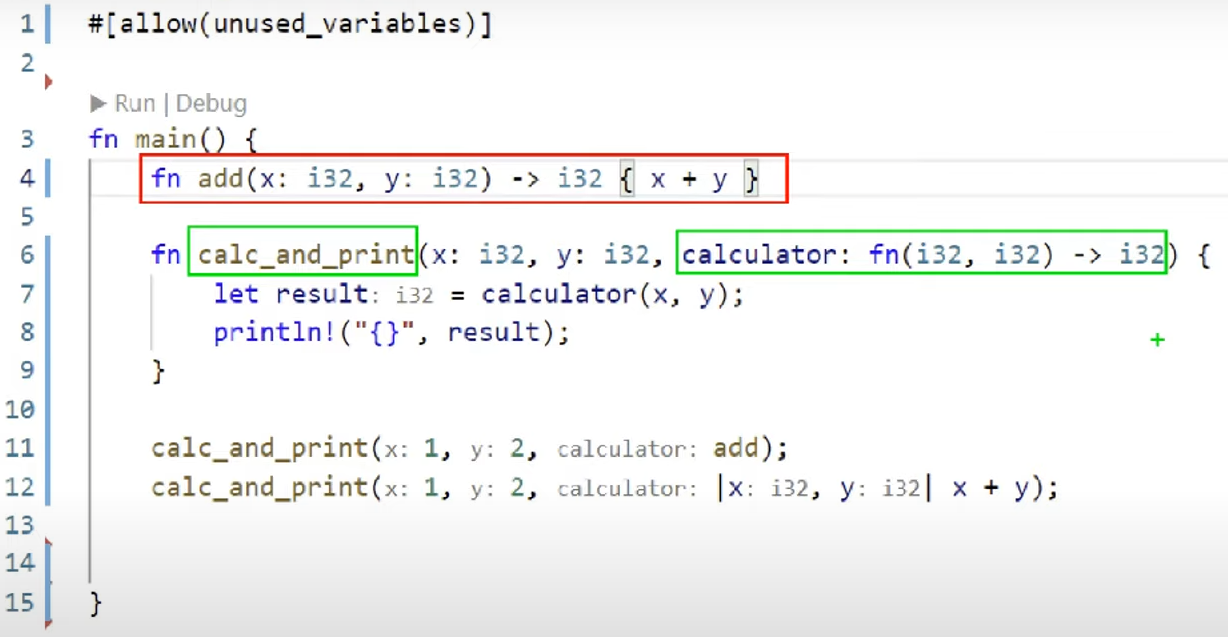 1 #[allow(unused_variables)]
2
▶ Run | Debug
3 fn main() {
4 fn add(x: i32, y: i32) -> i32 { x + y }
5
6 fn calc_and_print(x: i32, y: i32, calculator: fn(i32, i32) -> i32) {
7 let result: i32 = calculator(x, y);
8 println!("{}", result);
9 }
10
11 calc_and_print(x: 1, y: 2, calculator: add);
12 calc_and_print(x: 1, y: 2, calculator: |x: i32, y: i32| x + y);
13
14
15 }